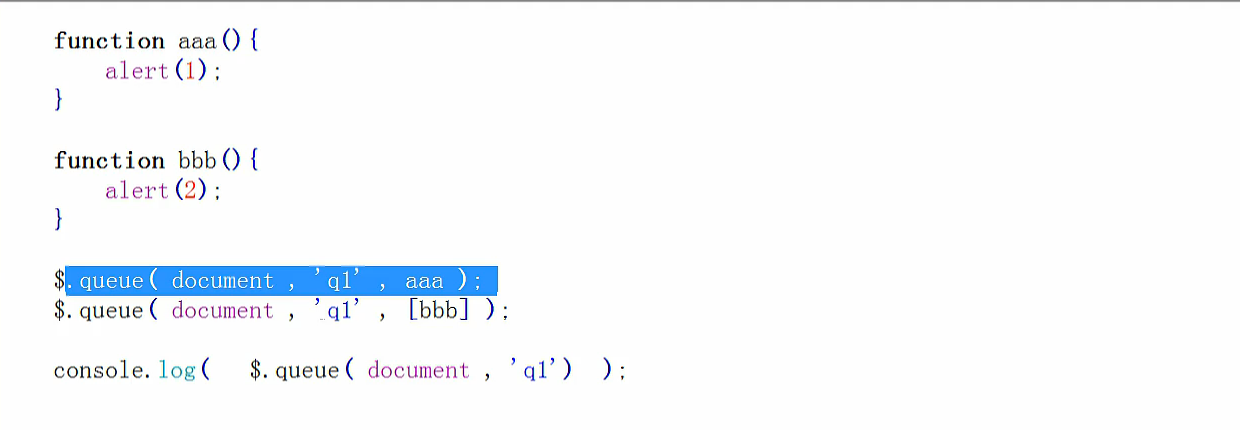 function aaa(){
    alert(1);
}
function bbb(){
    alert(2);
}
$.queue( document , 'q1' , aaa );
$.queue( document , 'q1' , [bbb] );
console.log(   $.queue( document , 'q1')  );